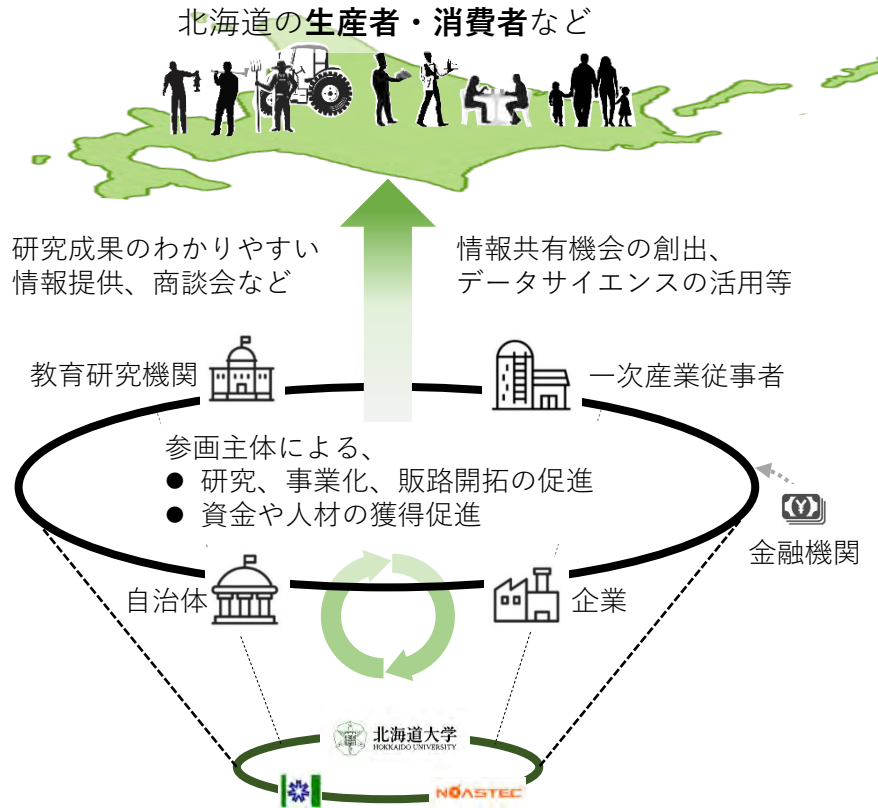 北海道の生産者・消費者など
研究成果のわかりやすい
情報提供、商談会など
情報共有機会の創出、
データサイエンスの活用等
教育研究機関
一次産業従事者
参画主体による、
● 研究、事業化、販路開拓の促進
● 資金や人材の獲得促進
金融機関
自治体
企業
北海道大学
HOKKAIDO UNIVERSITY
NOASTEC